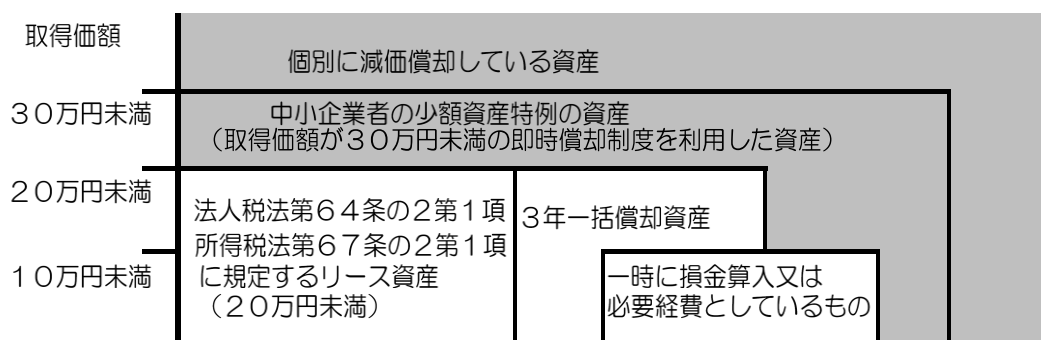 取得価額
個別に減価償却している資産
３０万円未満
中小企業者の少額資産特例の資産
（取得価額が３０万円未満の即時償却制度を利用した資産）
２０万円未満
法人税法第６４条の２第１項
所得税法第６７条の２第１項
に規定するリース資産
（２０万円未満）
３年一括償却資産
１０万円未満
一時に損金算入又は
必要経費としているもの